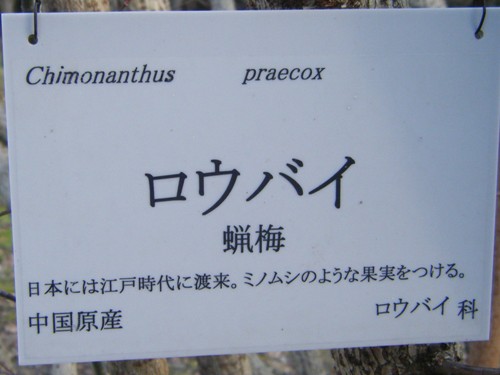 Chimonanthus praecox
ロウバイ
蝋梅
日本には江戸時代に渡来。ミノムシのような果実をつける。
中国原産 ロウバイ 科